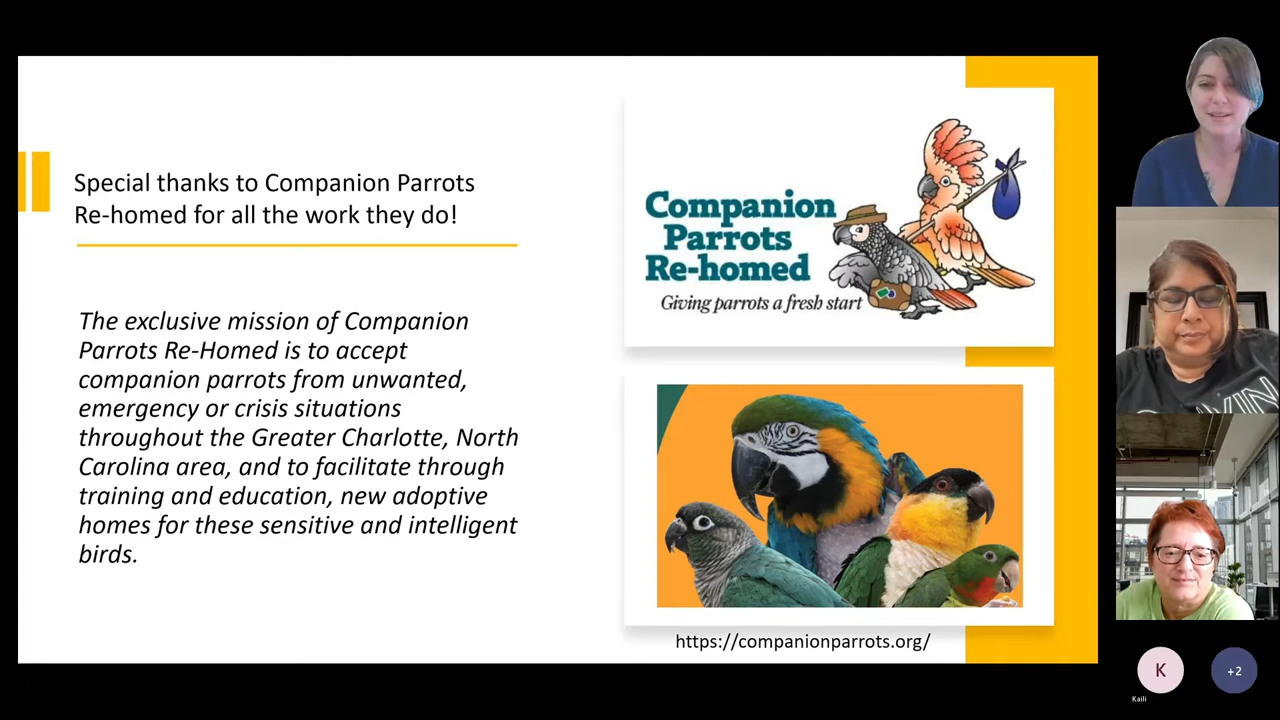 Special thanks to Companion Parrots
Re-homed for all the work they do!
The exclusive mission of Companion
Parrots Re-Homed is to accept
companion parrots from unwanted,
emergency or crisis situations
throughout the Greater Charlotte, North
Carolina area, and to facilitate through
training and education, new adoptive
homes for these sensitive and intelligent
birds.
Companion
Parrots
Re-homed
Giving parrots a fresh start
https://companionparrots.org/
K
Kaili
+2